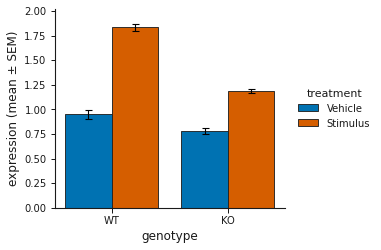 expression (mean ± SEM)
2.00
1.75
1.50
1.25
1.00
0.75
0.50
0.25
0.00
WT
KO
genotype
treatment
Vehicle
Stimulus